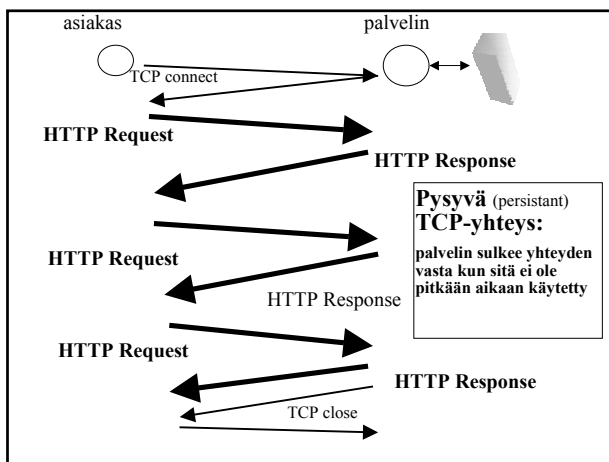 asiakas
palvelin
TCP connect
HTTP Request
HTTP Response
Pysyvä (persistant)
TCP-yhteys:
palvelin sulkee yhteyden
vasta kun sitä ei ole
pitkään aikaan käytetty
HTTP Request
HTTP Response
HTTP Request
HTTP Response
TCP close